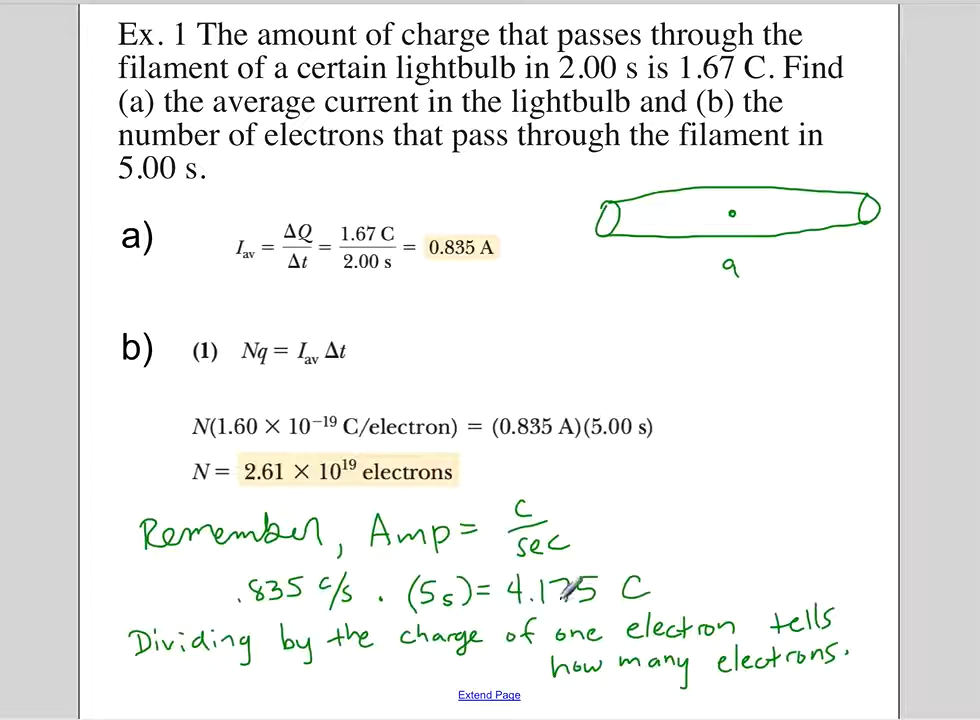 Ex. 1 The amount of charge that passes through the
filament of a certain lightbulb in 2.00 s is 1.67 C. Find
(a) the average current in the lightbulb and (b) the
number of electrons that pass through the filament in
5.00 s.
a) I_av = ΔQ/Δt = 1.67 C/2.00 s = 0.835 A
q
b) (1) Nq = I_av Δt
N(1.60 × 10⁻¹⁹ C/electron) = (0.835 A)(5.00 s)
N = 2.61 × 10¹⁹ electrons
Remember, Amp = C/sec
.835 C/s . (5s) = 4.175 C
Dividing by the charge of one electron tells
how many electrons.
Extend Page